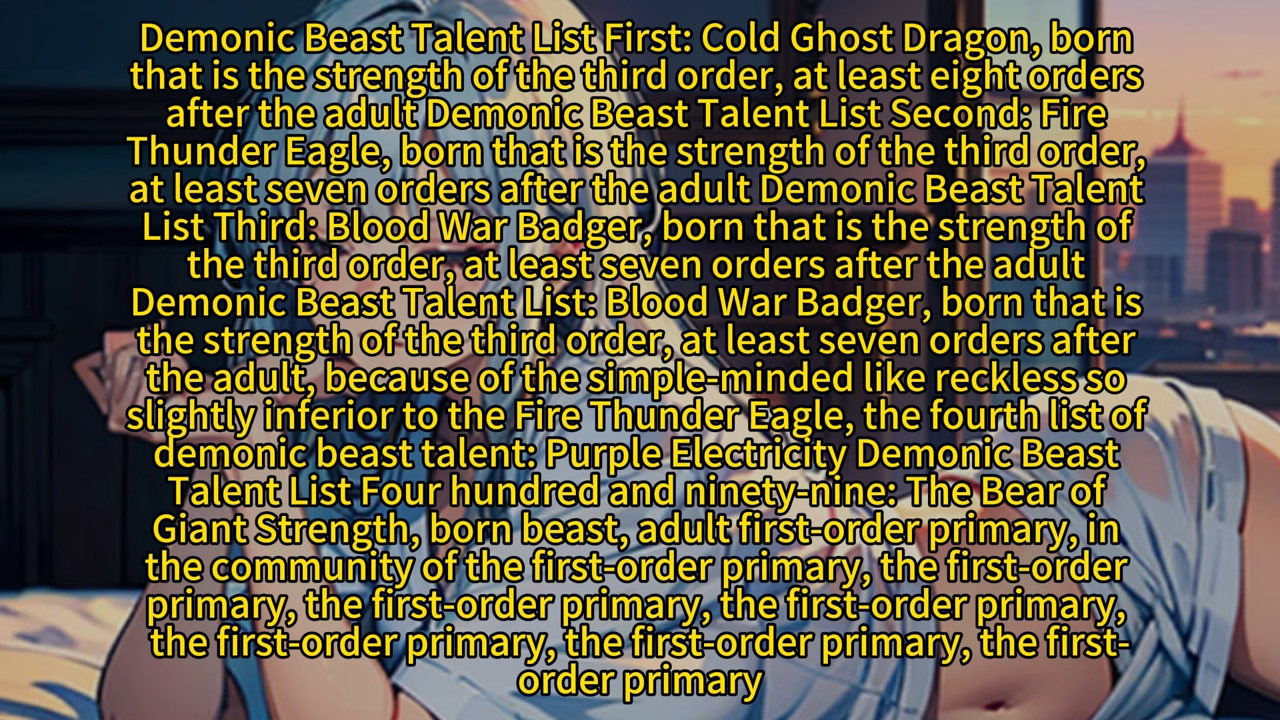 Demonic Beast Talent List First: Cold Ghost Dragon, born
that is the strength of the third order, at least eight orders
after the adult Demonic Beast Talent List Second: Fire
Thunder Eagle, born that is the strength of the third order,
at least seven orders after the adult Demonic Beast Talent
List Third: Blood War Badger, born that is the strength of
the third order, at least seven orders after the adult
Demonic Beast Talent List: Blood War Badger, born that is
the strength of the third order, at least seven orders after
the adult, because of the simple-minded like reckless so
slightly inferior to the Fire Thunder Eagle, the fourth list of
demonic beast talent: Purple Electricity Demonic Beast
Talent List Four hundred and ninety-nine: The Bear of
Giant Strength, born beast, adult first-order primary, in
the community of the first-order primary, the first-order
primary, the first-order primary, the first-order primary,
the first-order primary, the first-order primary, the first-
order primary